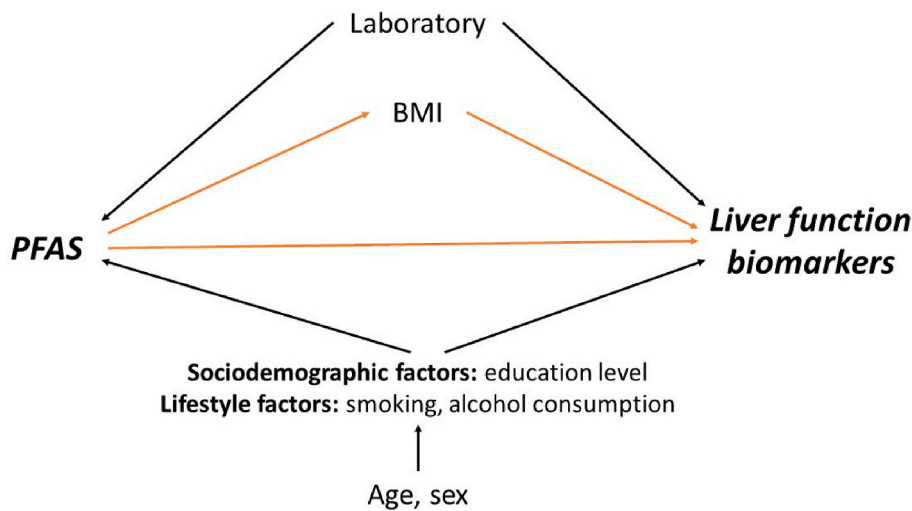 Laboratory
BMI
PFAS
Liver function
biomarkers
Sociodemographic factors: education level
Lifestyle factors: smoking, alcohol consumption
Age, sex